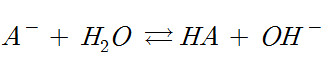 A⁻ + H₂O ⇌ HA + OH⁻